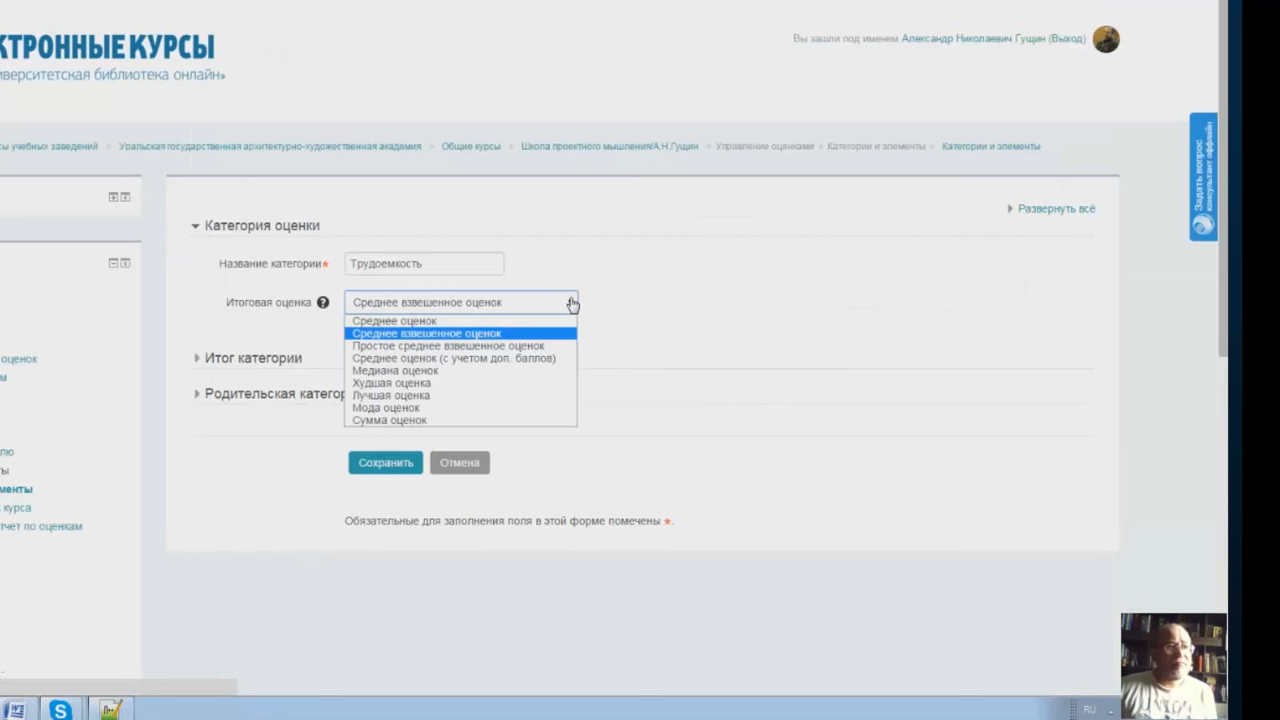 КТРОННЫЕ КУРСЫ
иверситетская библиотека онлайн»
Вы зашли под именем Александр Николаевич Гущин (Выход)
Задать вопрос
консультант оффлайн
сы учебных заведений Уральская государственная архитектурно-художественная академия Общие курсы Школа проектного мышления/А.Н.Гущин Управление оценками Категории и элементы Категории и элементы
Развернуть всё
Категория оценки
Название категории* Трудоемкость
Итоговая оценка ? Среднее взвешенное оценок
Среднее оценок
Среднее взвешенное оценок
Простое среднее взвешенное оценок
Среднее оценок (с учетом доп. баллов)
Медиана оценок
Худшая оценка
Лучшая оценка
Мода оценок
Сумма оценок
Итог категории
Родительская категор
Сохранить Отмена
Обязательные для заполнения поля в этой форме помечены *.
оценок
м
лю
ты
менты
курса
тчет по оценкам
RU